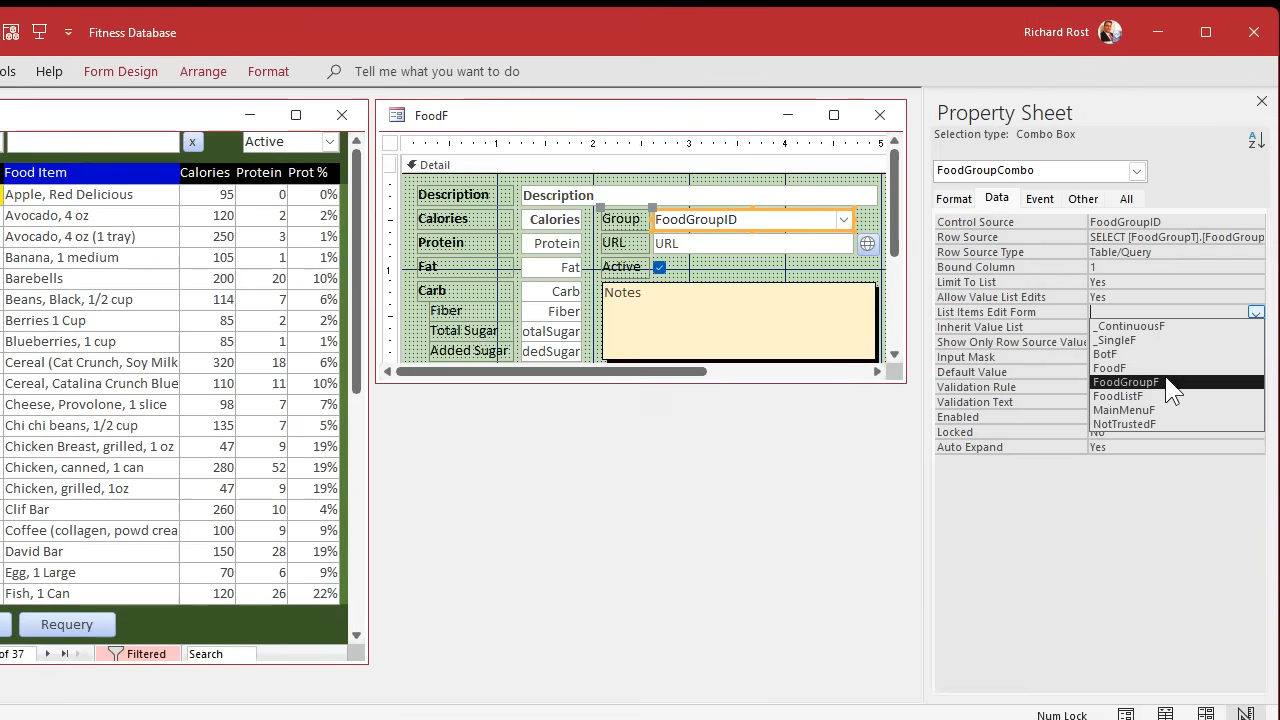 Fitness Database
Richard Rost
ols Help Form Design Arrange Format Tell me what you want to do
x Active
Food Item Calories Protein Prot %
Apple, Red Delicious 95 0 0%
Avocado, 4 oz 120 2 2%
Avocado, 4 oz (1 tray) 250 3 1%
Banana, 1 medium 105 1 1%
Barebells 200 20 10%
Beans, Black, 1/2 cup 114 7 6%
Berries 1 Cup 85 2 2%
Blueberries, 1 cup 85 1 1%
Cereal (Cat Crunch, Soy Milk 320 18 6%
Cereal, Catalina Crunch Blue 110 11 10%
Cheese, Provolone, 1 slice 98 7 7%
Chi chi beans, 1/2 cup 135 7 5%
Chicken Breast, grilled, 1 oz 47 9 19%
Chicken, canned, 1 can 280 52 19%
Chicken, grilled, 1oz 47 9 19%
Clif Bar 260 10 4%
Coffee (collagen, powd crea 100 9 9%
David Bar 150 28 19%
Egg, 1 Large 70 6 9%
Fish, 1 Can 120 26 22%
Requery
of 37 Filtered Search
FoodF
1 2 3 4 5
Detail
Description Description
Calories Calories Group FoodGroupID
Protein Protein URL URL
Fat Fat Active
Carb Carb Notes
Fiber Fiber
Total Sugar otalSugar
Added Sugar dedSugar
1
Property Sheet
Selection type: Combo Box
A
Z
FoodGroupCombo
Format Data Event Other All
Control Source FoodGroupID
Row Source SELECT [FoodGroupT].[FoodGroup
Row Source Type Table/Query
Bound Column 1
Limit To List Yes
Allow Value List Edits Yes
List Items Edit Form
Inherit Value List
Show Only Row Source Value
Input Mask
Default Value
Validation Rule
Validation Text
Enabled
Locked No
Auto Expand Yes
_ContinuousF
_SingleF
BotF
FoodF
FoodGroupF
FoodListF
MainMenuF
NotTrustedF
Num Lock